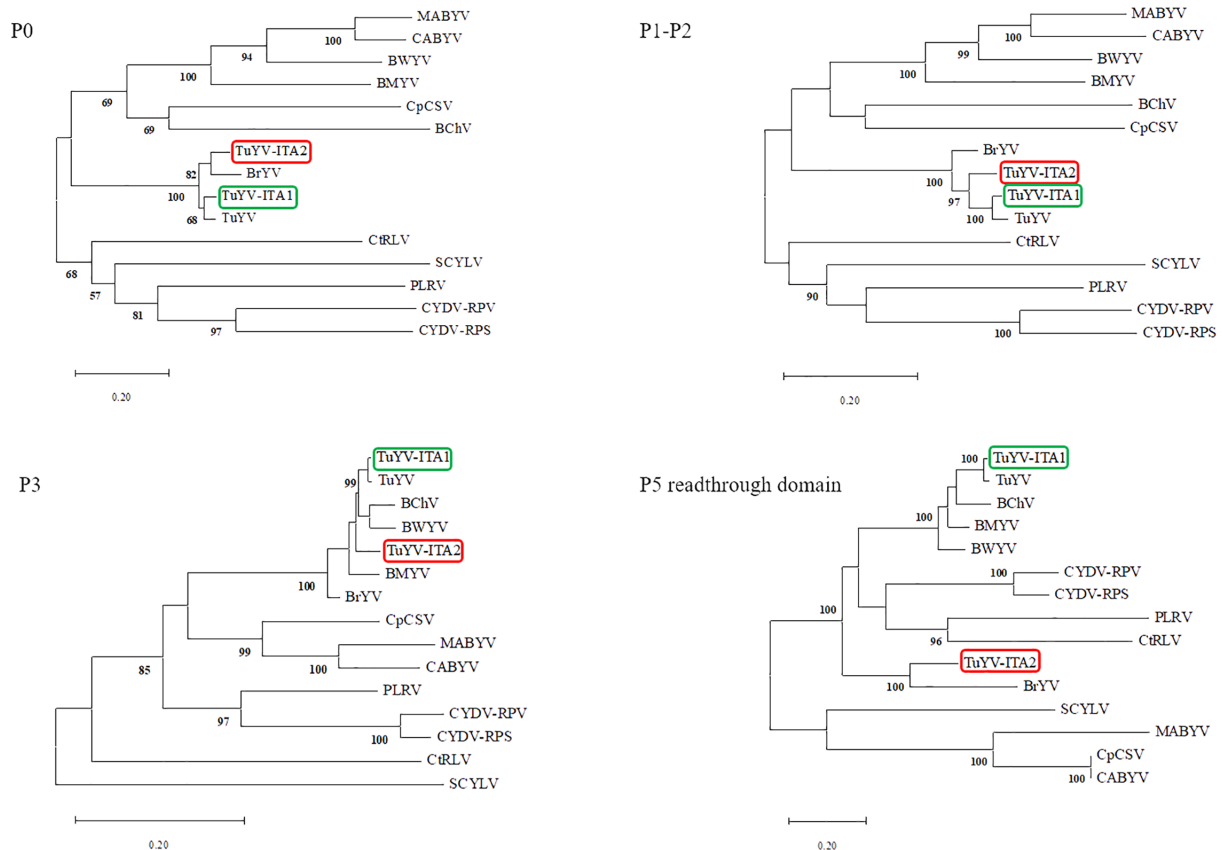 P0
MABYV
CABYV
100
94
BWYV
100
BMYV
69
CpCSV
69
BChV
TuYV-ITA2
82
BrYV
100
TuYV-ITA1
68
TuYV
CtRLV
68
SCYLV
57
PLRV
81
CYDV-RPV
97
CYDV-RPS
0.20
P1-P2
MABYV
100
CABYV
99
BWYV
100
BMYV
BChV
CpCSV
BrYV
100
TuYV-ITA2
97
TuYV-ITA1
100
TuYV
CtRLV
SCYLV
90
PLRV
CYDV-RPV
100
CYDV-RPS
0.20
P3
TuYV-ITA1
99
TuYV
BChV
BWYV
TuYV-ITA2
BMYV
100
BrYV
CpCSV
99
MABYV
100
CABYV
85
PLRV
97
CYDV-RPV
100
CYDV-RPS
CtRLV
SCYLV
0.20
P5 readthrough domain
100
TuYV-ITA1
TuYV
BChV
100
BMYV
BWYV
100
CYDV-RPV
CYDV-RPS
100
PLRV
96
CtRLV
TuYV-ITA2
100
BrYV
SCYLV
MABYV
100
CpCSV
100
CABYV
0.20